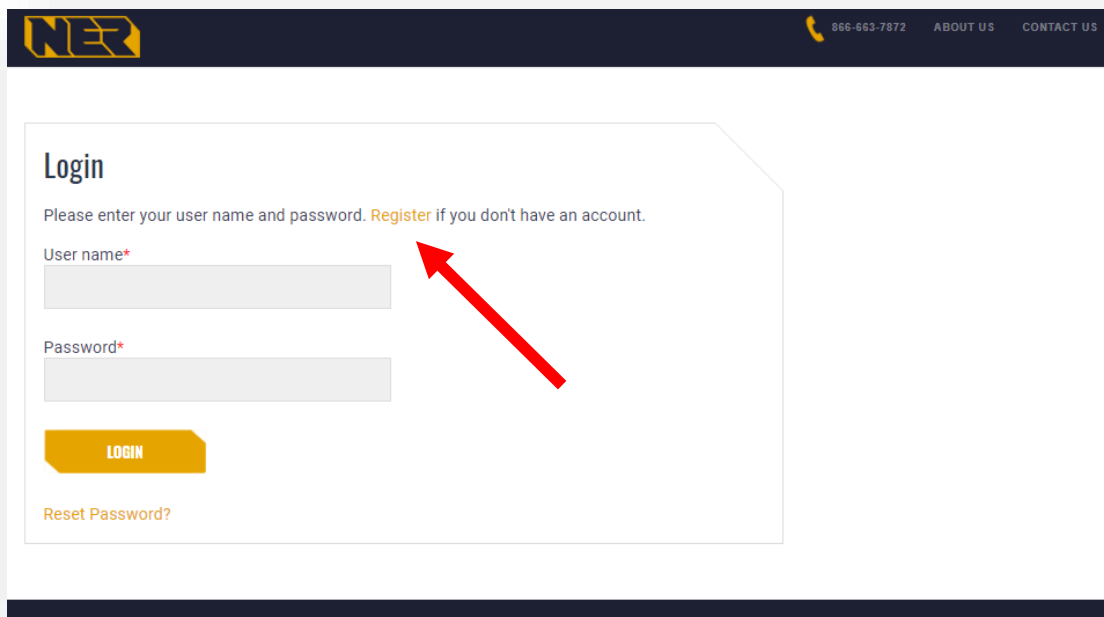 NER
866-663-7872 ABOUT US CONTACT US
Login
Please enter your user name and password. Register if you don't have an account.
User name*
Password*
LOGIN
Reset Password?